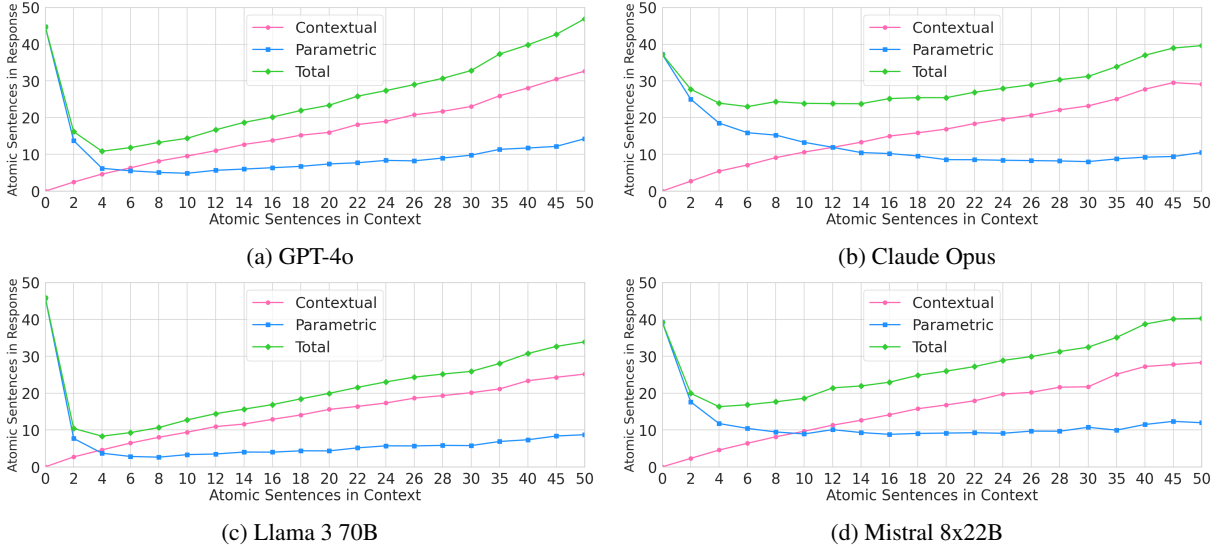 Atomic Sentences in Response
50
40
30
20
10
0
Contextual
Parametric
Total
0 2 4 6 8 10 12 14 16 18 20 22 24 26 28 30 35 40 45 50
Atomic Sentences in Context
(a) GPT-4o
Atomic Sentences in Response
50
40
30
20
10
0
Contextual
Parametric
Total
0 2 4 6 8 10 12 14 16 18 20 22 24 26 28 30 35 40 45 50
Atomic Sentences in Context
(b) Claude Opus
Atomic Sentences in Response
50
40
30
20
10
0
Contextual
Parametric
Total
0 2 4 6 8 10 12 14 16 18 20 22 24 26 28 30 35 40 45 50
Atomic Sentences in Context
(c) Llama 3 70B
Atomic Sentences in Response
50
40
30
20
10
0
Contextual
Parametric
Total
0 2 4 6 8 10 12 14 16 18 20 22 24 26 28 30 35 40 45 50
Atomic Sentences in Context
(d) Mistral 8x22B